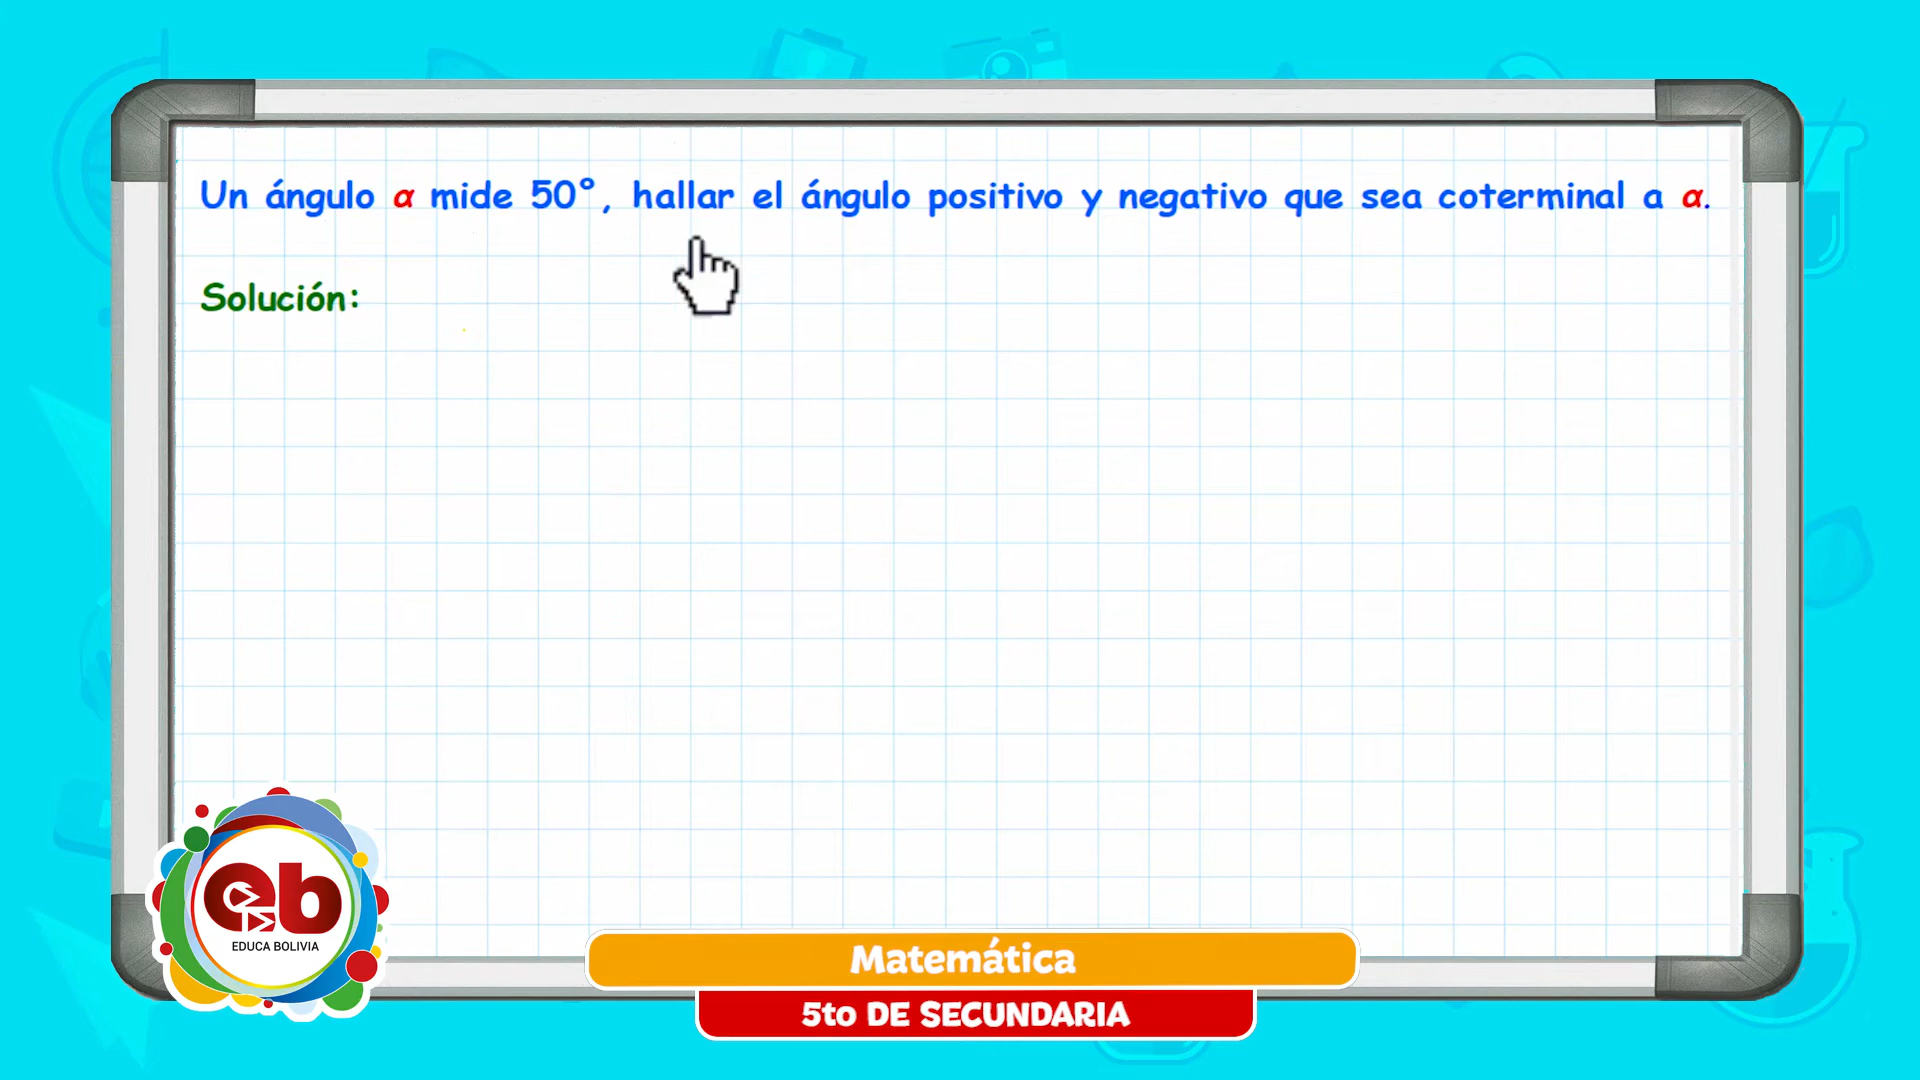 Un ángulo α mide 50°, hallar el ángulo positivo y negativo que sea coterminal a α.
Solución:
eb
EDUCA BOLIVIA
Matemática
5to DE SECUNDARIA